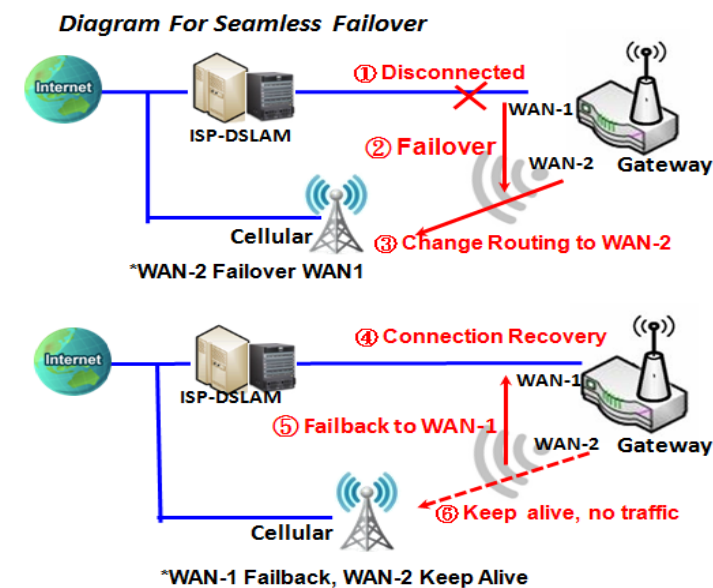 Diagram For Seamless Failover
Internet
ISP-DSLAM
① Disconnected
WAN-1
② Failover
WAN-2
Gateway
Cellular
③ Change Routing to WAN-2
*WAN-2 Failover WAN1
④ Connection Recovery
Internet
ISP-DSLAM
WAN-1
⑤ Failback to WAN-1
WAN-2
Gateway
⑥ Keep alive, no traffic
Cellular
*WAN-1 Failback, WAN-2 Keep Alive